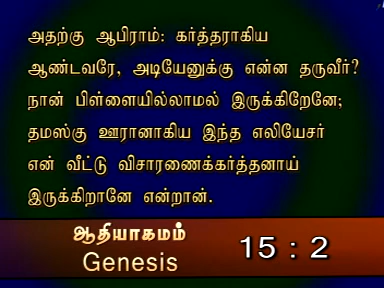 அதற்கு ஆபிராம்: கர்த்தராகிய
ஆண்டவரே, அடியேனுக்கு என்ன தருவீர்?
நான் பிள்ளையில்லாமல் இருக்கிறேனே;
தமஸ்கு ஊரானாகிய இந்த எலியேசர்
என் வீட்டு விசாரணைக்கர்த்தனாய்
இருக்கிறானே என்றான்.
ஆதியாகமம்
Genesis
15 : 2